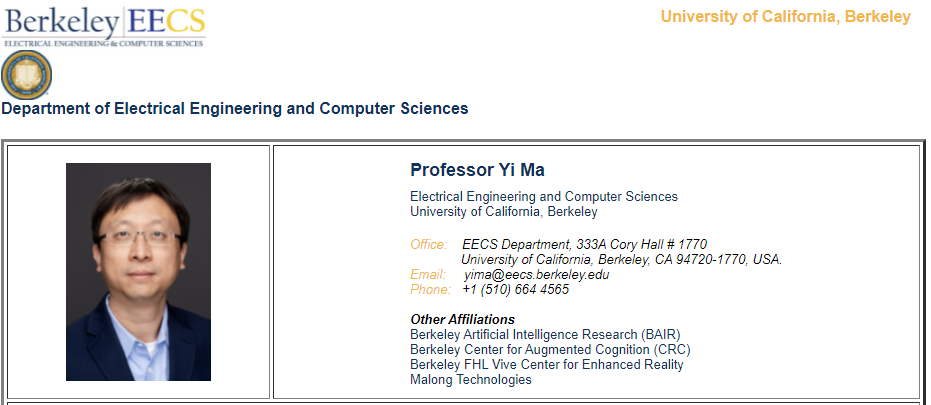 Berkeley EECS
ELECTRICAL ENGINEERING & COMPUTER SCIENCES
University of California, Berkeley
Department of Electrical Engineering and Computer Sciences
Professor Yi Ma
Electrical Engineering and Computer Sciences
University of California, Berkeley
Office: EECS Department, 333A Cory Hall # 1770
University of California, Berkeley, CA 94720-1770, USA.
Email: yima@eecs.berkeley.edu
Phone: +1 (510) 664 4565
Other Affiliations
Berkeley Artificial Intelligence Research (BAIR)
Berkeley Center for Augmented Cognition (CRC)
Berkeley FHL Vive Center for Enhanced Reality
Malong Technologies